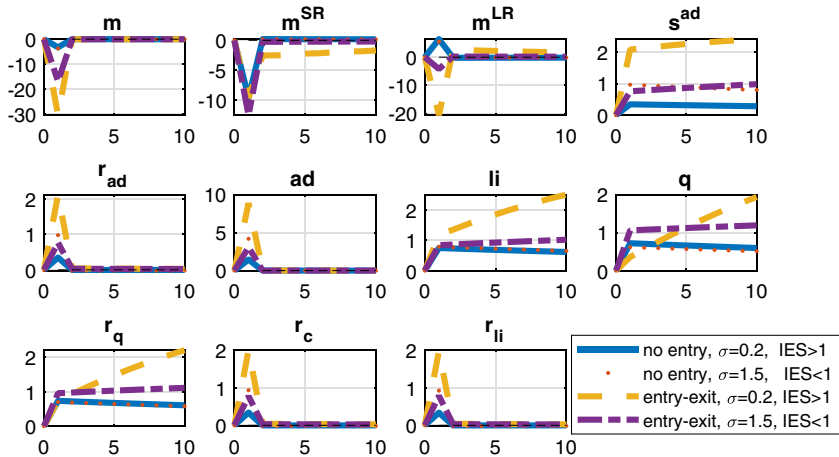 m
m^SR
m^LR
s^ad
0
-10
-20
-30
0 5 10
0
-5
-10
0 5 10
0
-10
-20
0 5 10
2
1
0
0 5 10
r_ad
ad
li
q
2
1
0
0 5 10
10
5
0
0 5 10
2
1
0
0 5 10
2
1
0
0 5 10
r_q
r_c
r_li
2
1
0
0 5 10
2
1
0
0 5 10
2
1
0
0 5 10
no entry, σ=0.2, IES>1
no entry, σ=1.5, IES<1
entry-exit, σ=0.2, IES>1
entry-exit, σ=1.5, IES<1